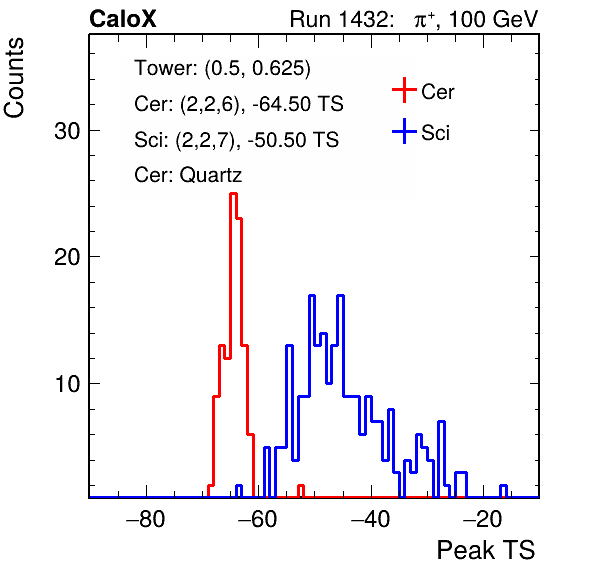 CaloX Run 1432: π⁺, 100 GeV
Counts
Tower: (0.5, 0.625)
Cer: (2,2,6), -64.50 TS
Sci: (2,2,7), -50.50 TS
Cer: Quartz
Cer
Sci
30
20
10
−80 −60 −40 −20
Peak TS